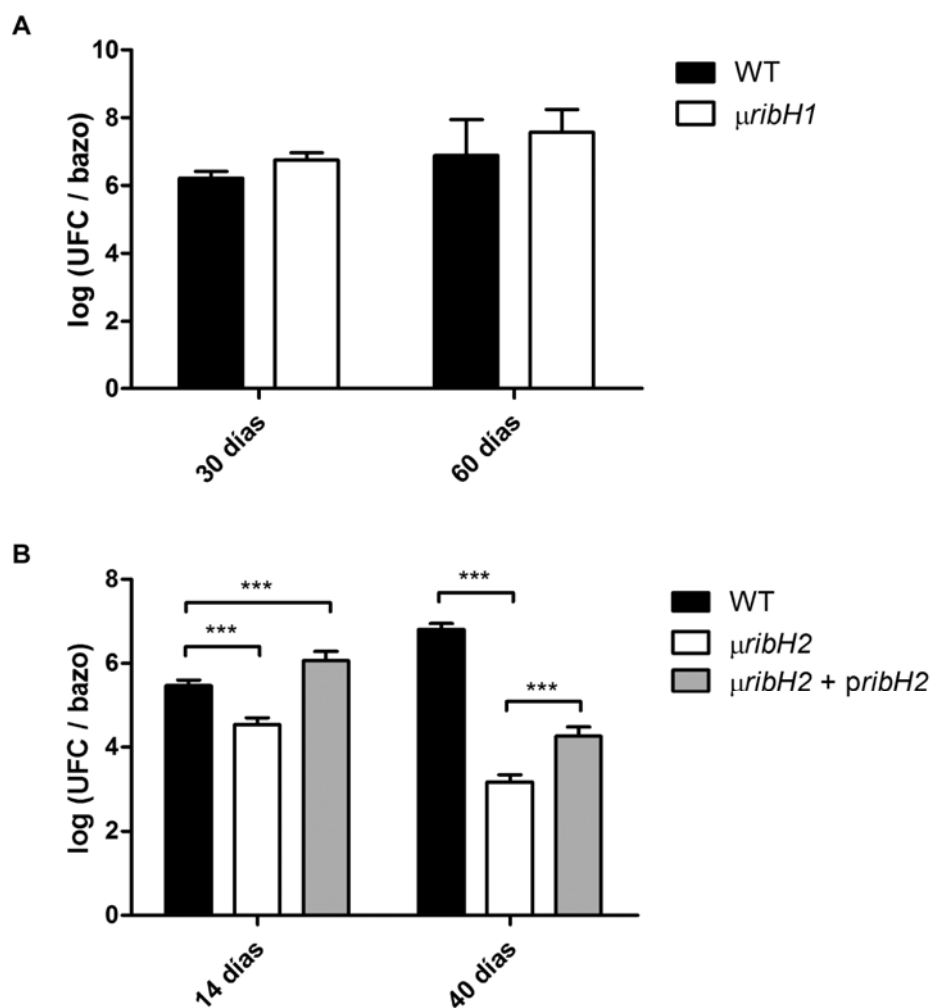 A
10
8
6
4
2
0
log (UFC / bazo)
30 días
60 días
WT
µribH1
B
8
6
4
2
0
log (UFC / bazo)
***
***
***
***
14 días
40 días
WT
µribH2
µribH2 + pribH2